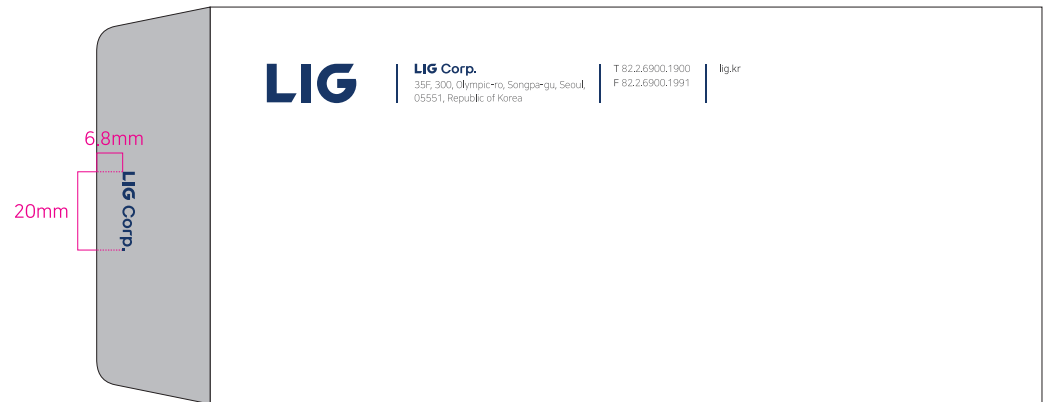 LIG
LIG Corp.
35F, 300, Olympic-ro, Songpa-gu, Seoul,
05551, Republic of Korea
T 82.2.6900.1900
F 82.2.6900.1991
lig.kr
6.8mm
20mm
LIG Corp.